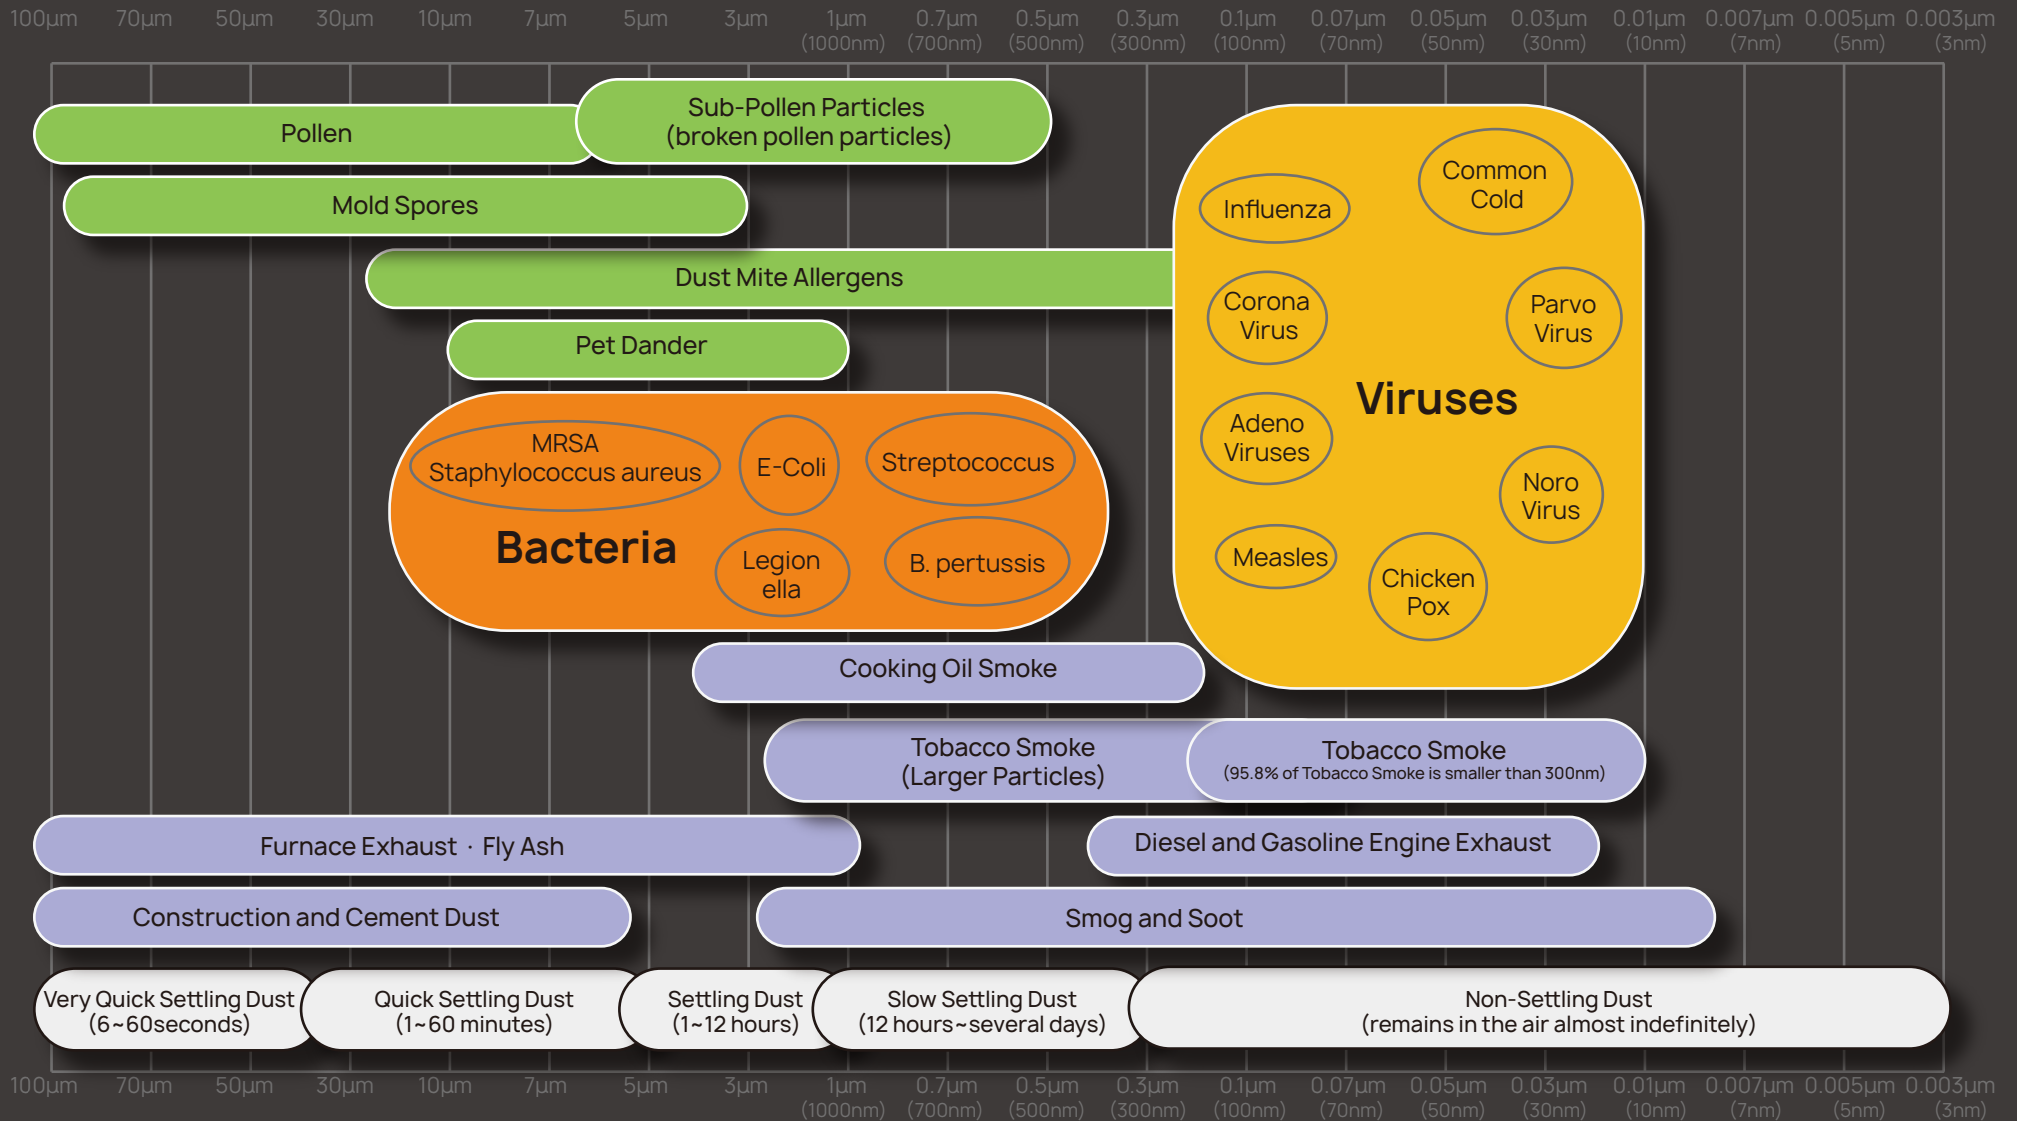 100µm 70µm 50µm 30µm 10µm 7µm 5µm 3µm 1µm 0.7µm 0.5µm 0.3µm 0.1µm 0.07µm 0.05µm 0.03µm 0.01µm 0.007µm 0.005µm 0.003µm
(1000nm) (700nm) (500nm) (300nm) (100nm) (70nm) (50nm) (30nm) (10nm) (7nm) (5nm) (3nm)
Pollen
Sub-Pollen Particles
(broken pollen particles)
Mold Spores
Dust Mite Allergens
Pet Dander
MRSA
Staphylococcus aureus
E-Coli
Streptococcus
Bacteria
Legion
ella
B. pertussis
Influenza
Common
Cold
Corona
Virus
Parvo
Virus
Viruses
Adeno
Viruses
Noro
Virus
Measles
Chicken
Pox
Cooking Oil Smoke
Tobacco Smoke
(Larger Particles)
Tobacco Smoke
(95.8% of Tobacco Smoke is smaller than 300nm)
Furnace Exhaust · Fly Ash
Diesel and Gasoline Engine Exhaust
Construction and Cement Dust
Smog and Soot
Very Quick Settling Dust
(6~60seconds)
Quick Settling Dust
(1~60 minutes)
Settling Dust
(1~12 hours)
Slow Settling Dust
(12 hours~several days)
Non-Settling Dust
(remains in the air almost indefinitely)
100µm 70µm 50µm 30µm 10µm 7µm 5µm 3µm 1µm 0.7µm 0.5µm 0.3µm 0.1µm 0.07µm 0.05µm 0.03µm 0.01µm 0.007µm 0.005µm 0.003µm
(1000nm) (700nm) (500nm) (300nm) (100nm) (70nm) (50nm) (30nm) (10nm) (7nm) (5nm) (3nm)